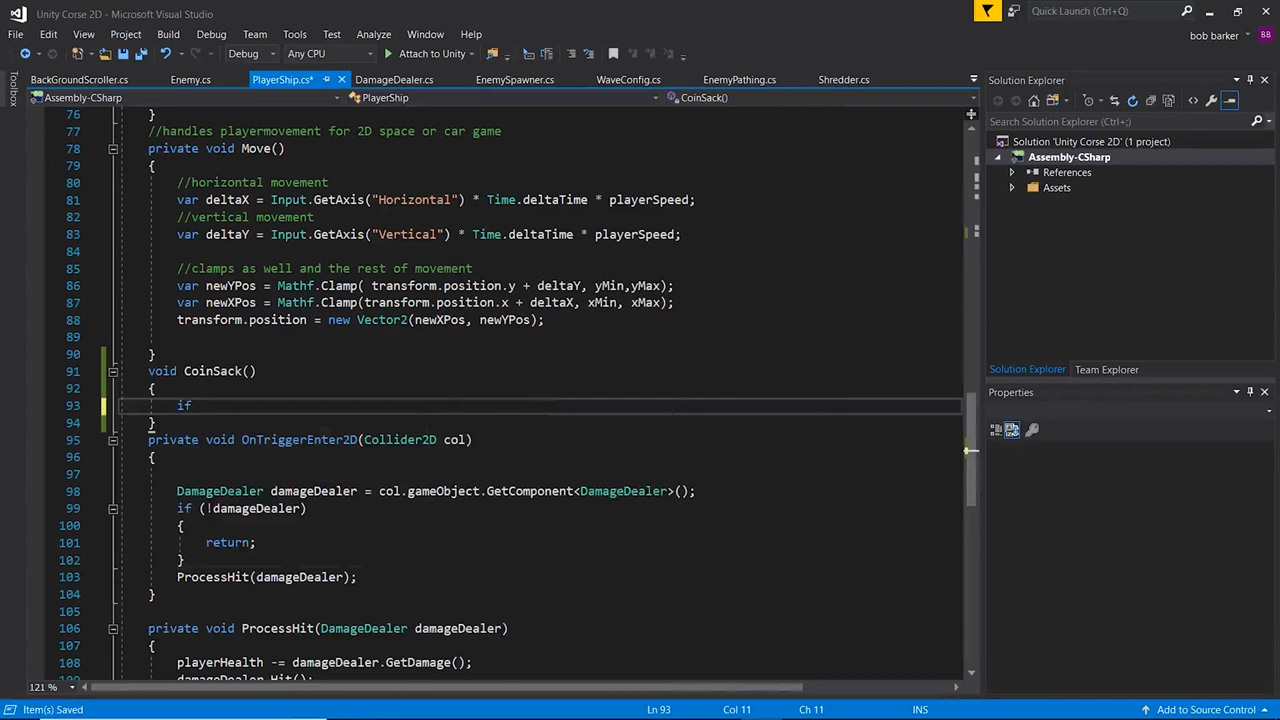 Unity Corse 2D - Microsoft Visual Studio
Quick Launch (Ctrl+Q)
File Edit View Project Build Debug Team Tools Test Analyze Window Help
bob barker BB
Debug Any CPU Attach to Unity
Toolbox
BackGroundScroller.cs Enemy.cs PlayerShip.cs* DamageDealer.cs EnemySpawner.cs WaveConfig.cs EnemyPathing.cs Shredder.cs
Assembly-CSharp PlayerShip CoinSack()
76 }
77 //handles playermovement for 2D space or car game
78 private void Move()
79 {
80 //horizontal movement
81 var deltaX = Input.GetAxis("Horizontal") * Time.deltaTime * playerSpeed;
82 //vertical movement
83 var deltaY = Input.GetAxis("Vertical") * Time.deltaTime * playerSpeed;
84
85 //clamps as well and the rest of movement
86 var newYPos = Mathf.Clamp( transform.position.y + deltaY, yMin,yMax);
87 var newXPos = Mathf.Clamp(transform.position.x + deltaX, xMin, xMax);
88 transform.position = new Vector2(newXPos, newYPos);
89
90 }
91 void CoinSack()
92 {
93 if
94 }
95 private void OnTriggerEnter2D(Collider2D col)
96 {
97
98 DamageDealer damageDealer = col.gameObject.GetComponent<DamageDealer>();
99 if (!damageDealer)
100 {
101 return;
102 }
103 ProcessHit(damageDealer);
104 }
105
106 private void ProcessHit(DamageDealer damageDealer)
107 {
108 playerHealth -= damageDealer.GetDamage();
109 damageDealer.Hit();
121 %
Solution Explorer
Search Solution Explorer (Ctrl+;)
Solution 'Unity Corse 2D' (1 project)
Assembly-CSharp
References
Assets
Solution Explorer Team Explorer
Properties
Item(s) Saved Ln 93 Col 11 Ch 11 INS Add to Source Control